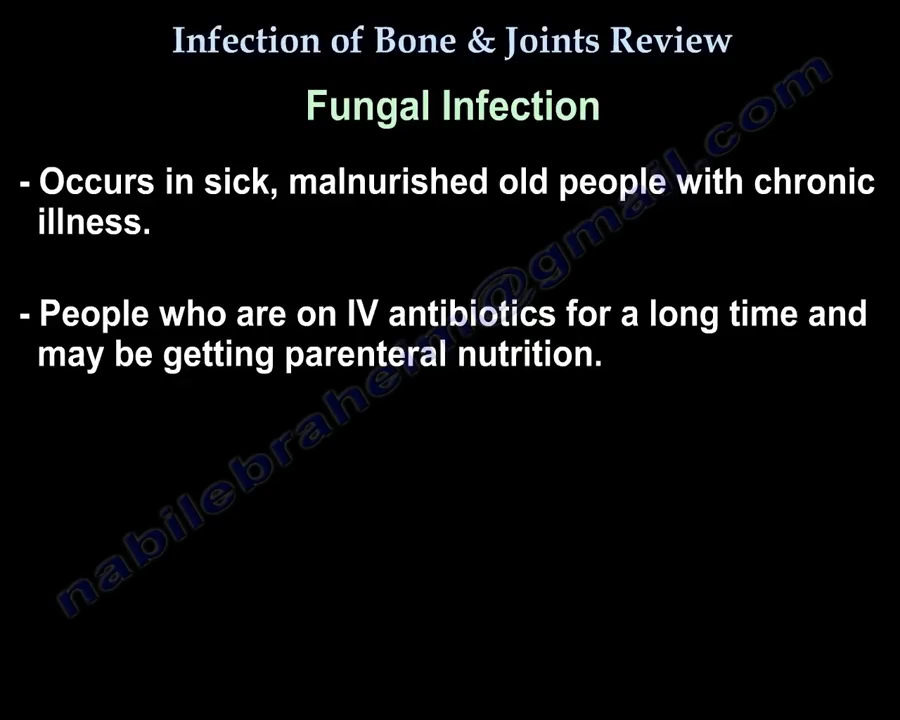 Infection of Bone & Joints Review
Fungal Infection
- Occurs in sick, malnurished old people with chronic
illness.
- People who are on IV antibiotics for a long time and
may be getting parenteral nutrition.
nabilebraheim@gmail.com